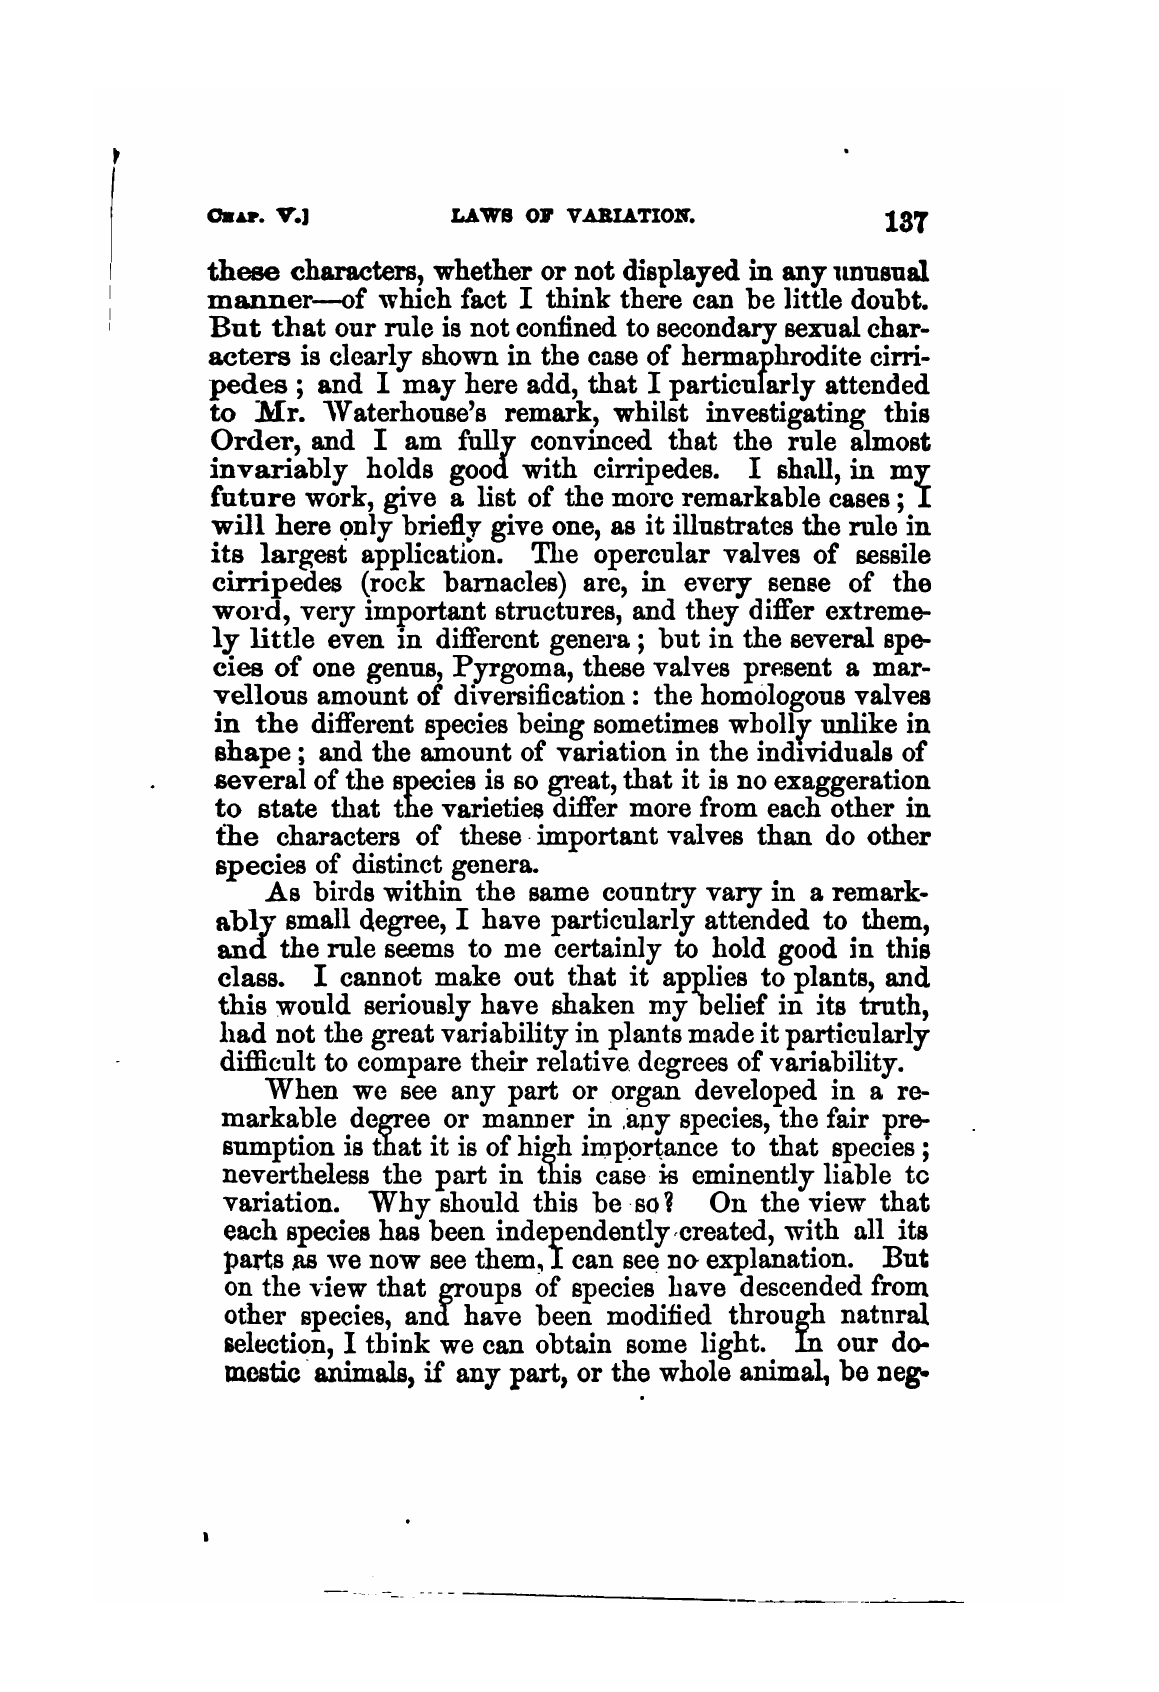 CHAP. V.] LAWS OF VARIATION. 137
these characters, whether or not displayed in any unusual
manner—of which fact I think there can be little doubt.
But that our rule is not confined to secondary sexual char-
acters is clearly shown in the case of hermaphrodite cirri-
pedes ; and I may here add, that I particularly attended
to Mr. Waterhouse's remark, whilst investigating this
Order, and I am fully convinced that the rule almost
invariably holds good with cirripedes. I shall, in my
future work, give a list of the more remarkable cases ; I
will here only briefly give one, as it illustrates the rule in
its largest application. The opercular valves of sessile
cirripedes (rock barnacles) are, in every sense of the
word, very important structures, and they differ extreme-
ly little even in different genera ; but in the several spe-
cies of one genus, Pyrgoma, these valves present a mar-
vellous amount of diversification : the homologous valves
in the different species being sometimes wholly unlike in
shape ; and the amount of variation in the individuals of
several of the species is so great, that it is no exaggeration
to state that the varieties differ more from each other in
the characters of these important valves than do other
species of distinct genera.
As birds within the same country vary in a remark-
ably small degree, I have particularly attended to them,
and the rule seems to me certainly to hold good in this
class. I cannot make out that it applies to plants, and
this would seriously have shaken my belief in its truth,
had not the great variability in plants made it particularly
difficult to compare their relative degrees of variability.
When we see any part or organ developed in a re-
markable degree or manner in any species, the fair pre-
sumption is that it is of high importance to that species ;
nevertheless the part in this case is eminently liable to
variation. Why should this be so? On the view that
each species has been independently created, with all its
parts as we now see them, I can see no explanation. But
on the view that groups of species have descended from
other species, and have been modified through natural
selection, I think we can obtain some light. In our do-
mestic animals, if any part, or the whole animal, be neg-